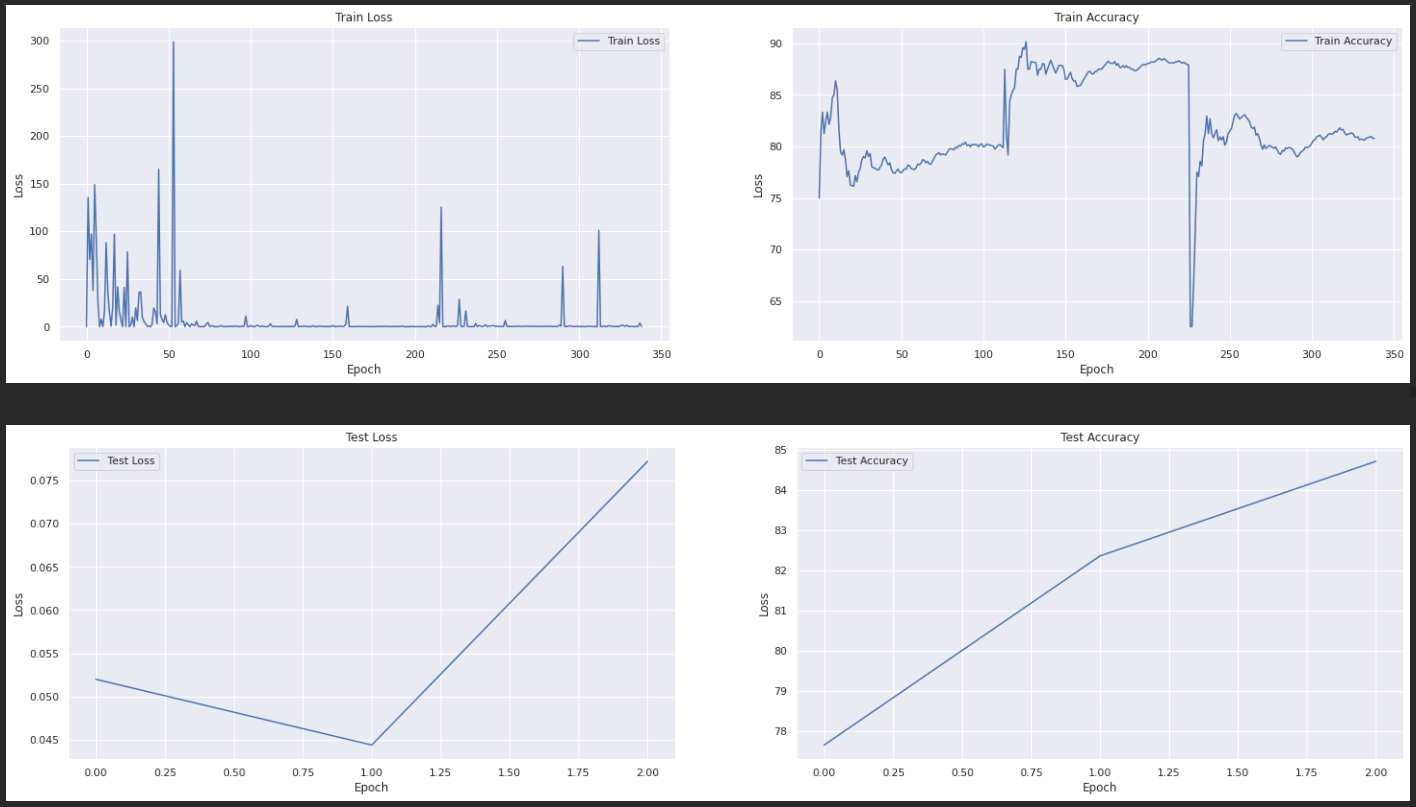 Train Loss
Train Loss
300
250
200
150
100
50
0
Loss
0 50 100 150 200 250 300 350
Epoch
Train Accuracy
Train Accuracy
90
85
80
75
70
65
Loss
0 50 100 150 200 250 300 350
Epoch
Test Loss
Test Loss
0.075
0.070
0.065
0.060
0.055
0.050
0.045
Loss
0.00 0.25 0.50 0.75 1.00 1.25 1.50 1.75 2.00
Epoch
Test Accuracy
Test Accuracy
85
84
83
82
81
80
79
78
Loss
0.00 0.25 0.50 0.75 1.00 1.25 1.50 1.75 2.00
Epoch